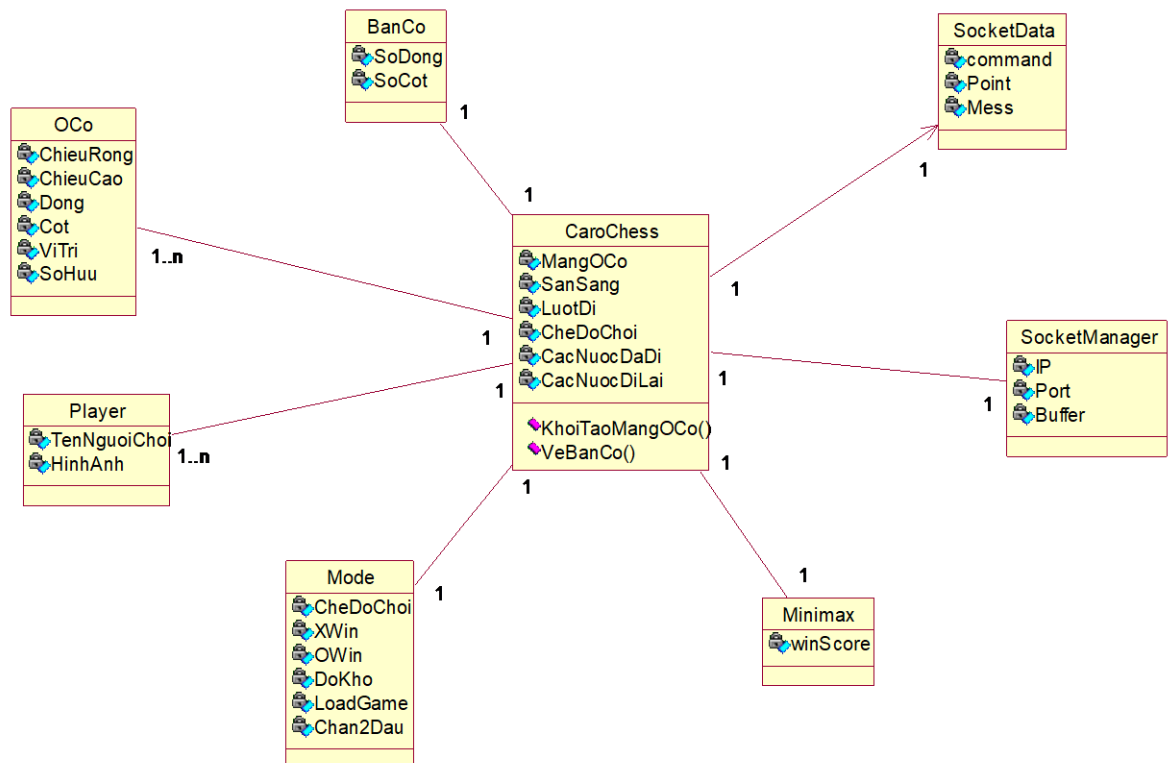 BanCo
SoDong
SoCot
1
1
SocketData
command
Point
Mess
1
1
OCo
ChieuRong
ChieuCao
Dong
Cot
ViTri
SoHuu
1..n
1
CaroChess
MangOCo
SanSang
LuotDi
CheDoChoi
CacNuocDaDi
CacNuocDiLai
KhoiTaoMangOCo()
VeBanCo()
SocketManager
IP
Port
Buffer
1
1
Player
TenNguoiChoi
HinhAnh
1..n
1
Mode
CheDoChoi
XWin
OWin
DoKho
LoadGame
Chan2Dau
1
1
Minimax
winScore
1
1